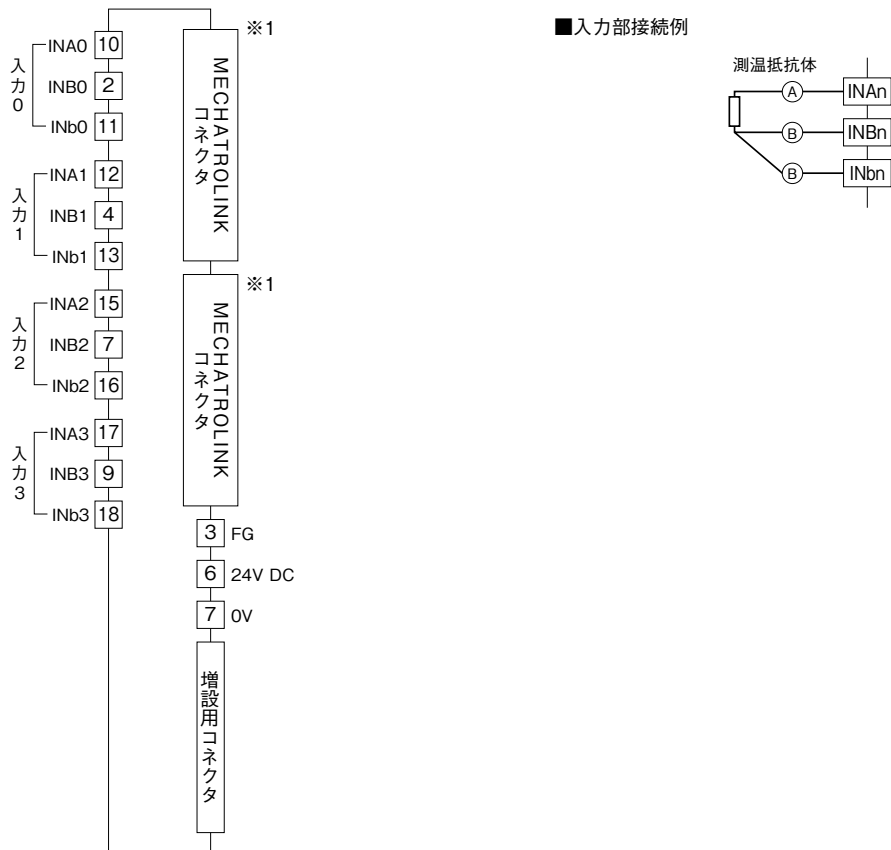 入力0
INA0 10
INB0 2
INb0 11
入力1
INA1 12
INB1 4
INb1 13
入力2
INA2 15
INB2 7
INb2 16
入力3
INA3 17
INB3 9
INb3 18
※1
MECHATROLINK
コネクタ
※1
MECHATROLINK
コネクタ
3 FG
6 24V DC
7 0V
増設用コネクタ
■入力部接続例
測温抵抗体
A INAn
B INBn
B INbn